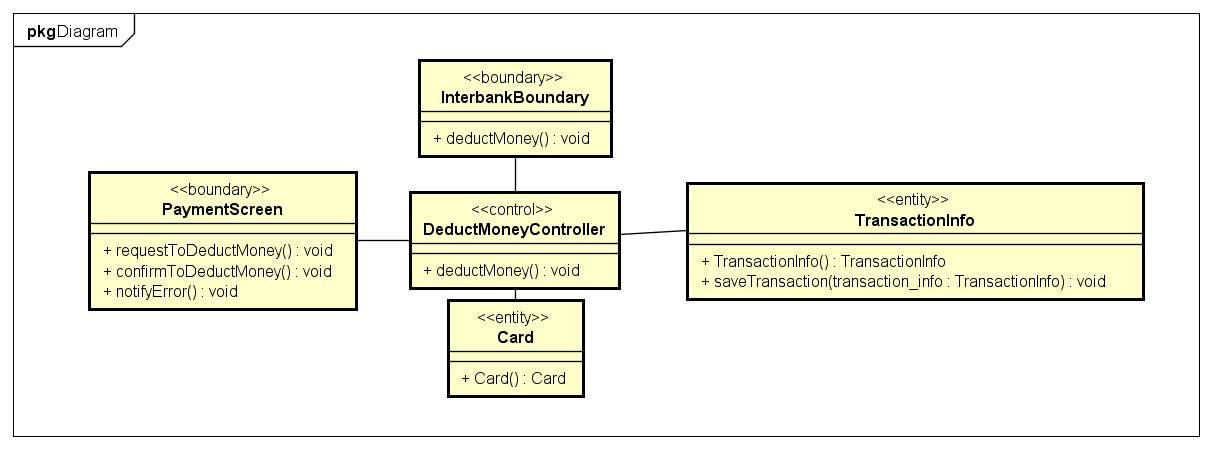 pkgDiagram
<<boundary>>
InterbankBoundary
+ deductMoney() : void
<<boundary>>
PaymentScreen
+ requestToDeductMoney() : void
+ confirmToDeductMoney() : void
+ notifyError() : void
<<control>>
DeductMoneyController
+ deductMoney() : void
<<entity>>
TransactionInfo
+ TransactionInfo() : TransactionInfo
+ saveTransaction(transaction_info : TransactionInfo) : void
<<entity>>
Card
+ Card() : Card